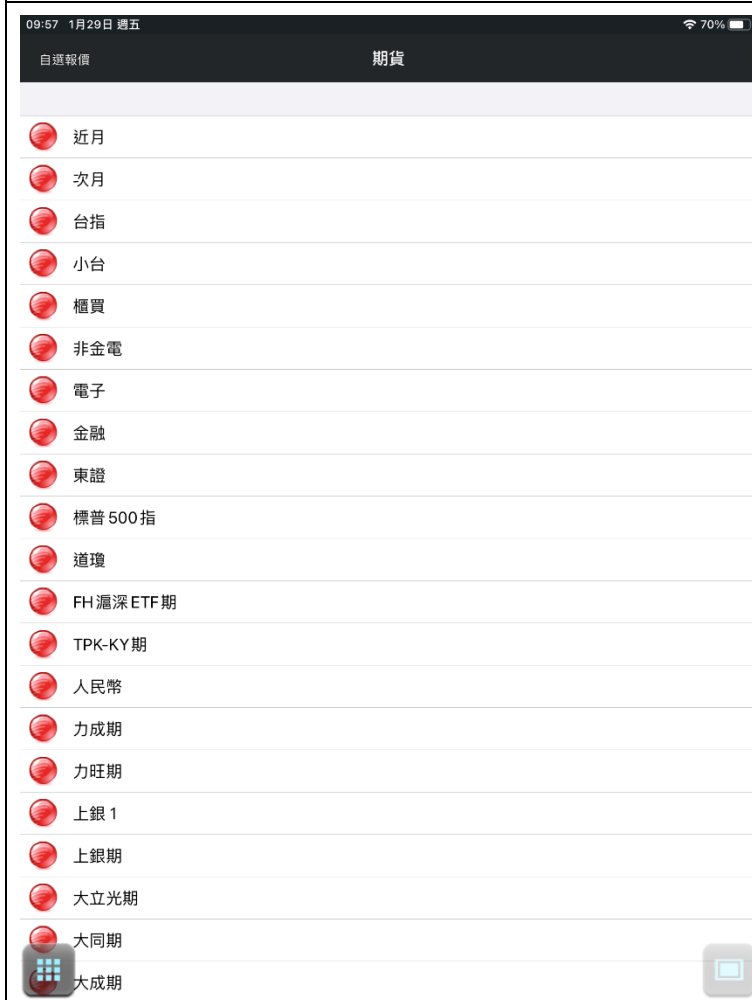 09:57 1月29日 週五 70%
自選報價 期貨
近月
次月
台指
小台
櫃買
非金電
電子
金融
東證
標普500指
道瓊
FH滬深ETF期
TPK-KY期
人民幣
力成期
力旺期
上銀1
上銀期
大立光期
大同期
大成期